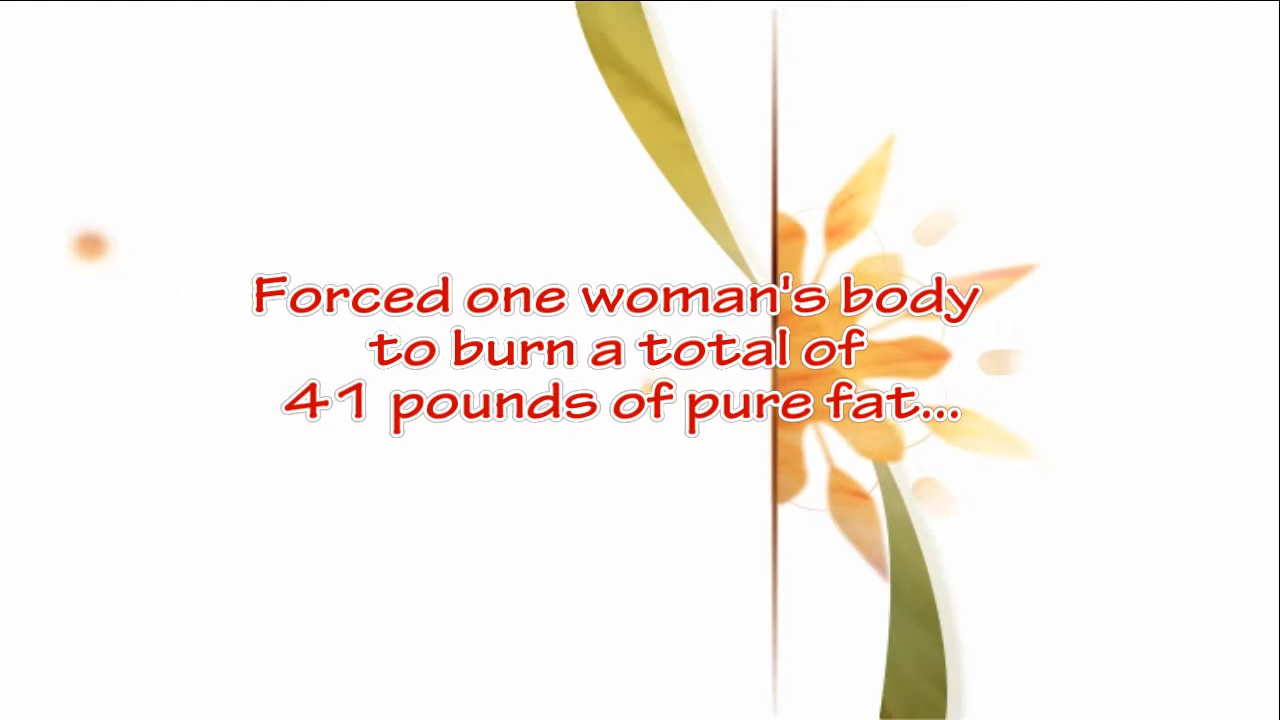 Forced one woman's body
to burn a total of
41 pounds of pure fat...